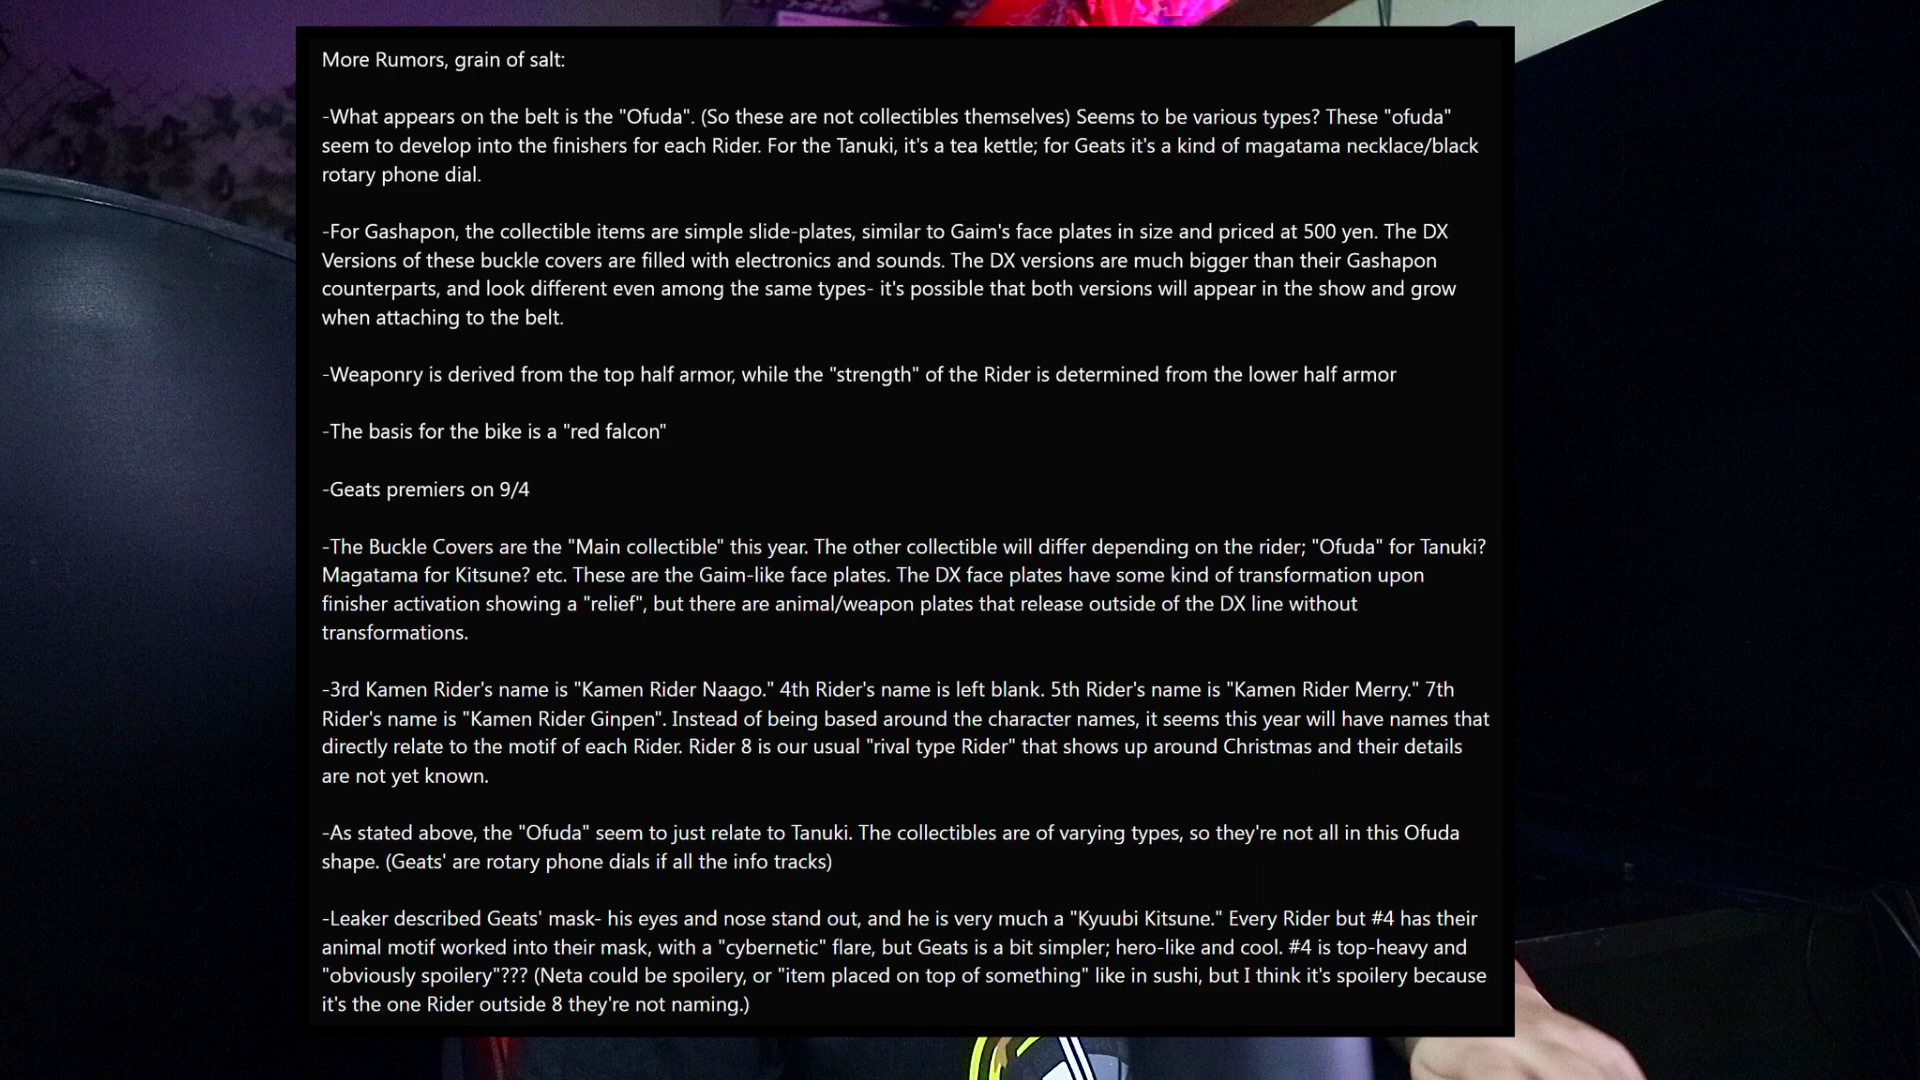 More Rumors, grain of salt:
-What appears on the belt is the "Ofuda". (So these are not collectibles themselves) Seems to be various types? These "ofuda"
seem to develop into the finishers for each Rider. For the Tanuki, it's a tea kettle; for Geats it's a kind of magatama necklace/black
rotary phone dial.
-For Gashapon, the collectible items are simple slide-plates, similar to Gaim's face plates in size and priced at 500 yen. The DX
Versions of these buckle covers are filled with electronics and sounds. The DX versions are much bigger than their Gashapon
counterparts, and look different even among the same types- it's possible that both versions will appear in the show and grow
when attaching to the belt.
-Weaponry is derived from the top half armor, while the "strength" of the Rider is determined from the lower half armor
-The basis for the bike is a "red falcon"
-Geats premiers on 9/4
-The Buckle Covers are the "Main collectible" this year. The other collectible will differ depending on the rider; "Ofuda" for Tanuki?
Magatama for Kitsune? etc. These are the Gaim-like face plates. The DX face plates have some kind of transformation upon
finisher activation showing a "relief", but there are animal/weapon plates that release outside of the DX line without
transformations.
-3rd Kamen Rider's name is "Kamen Rider Naago." 4th Rider's name is left blank. 5th Rider's name is "Kamen Rider Merry." 7th
Rider's name is "Kamen Rider Ginpen". Instead of being based around the character names, it seems this year will have names that
directly relate to the motif of each Rider. Rider 8 is our usual "rival type Rider" that shows up around Christmas and their details
are not yet known.
-As stated above, the "Ofuda" seem to just relate to Tanuki. The collectibles are of varying types, so they're not all in this Ofuda
shape. (Geats' are rotary phone dials if all the info tracks)
-Leaker described Geats' mask- his eyes and nose stand out, and he is very much a "Kyuubi Kitsune." Every Rider but #4 has their
animal motif worked into their mask, with a "cybernetic" flare, but Geats is a bit simpler; hero-like and cool. #4 is top-heavy and
"obviously spoilery"??? (Neta could be spoilery, or "item placed on top of something" like in sushi, but I think it's spoilery because
it's the one Rider outside 8 they're not naming.)